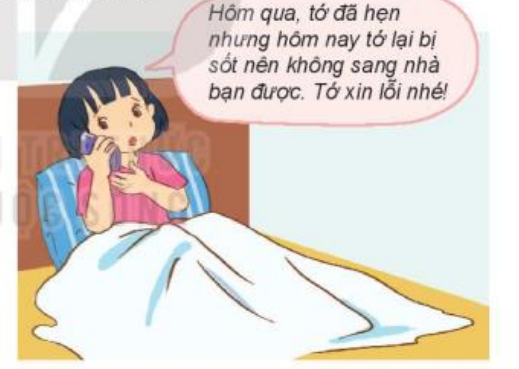 Hôm qua, tớ đã hẹn
nhưng hôm nay tớ lại bị
sốt nên không sang nhà
bạn được. Tớ xin lỗi nhé!